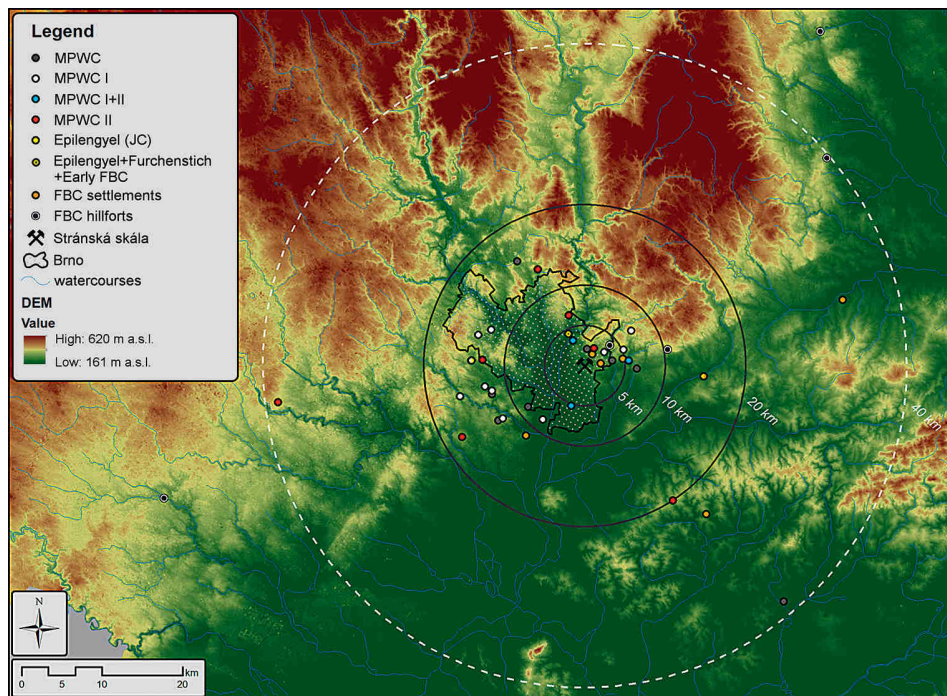 Legend
MPWC
MPWC I
MPWC I+II
MPWC II
Epilengyel (JC)
Epilengyel+Furchenstich
+Early FBC
FBC settlements
FBC hillforts
Stránská skála
Brno
watercourses
DEM
Value
High: 620 m a.s.l.
Low: 161 m a.s.l.
5 km
10 km
20 km
40 km
N
km
0 5 10 20